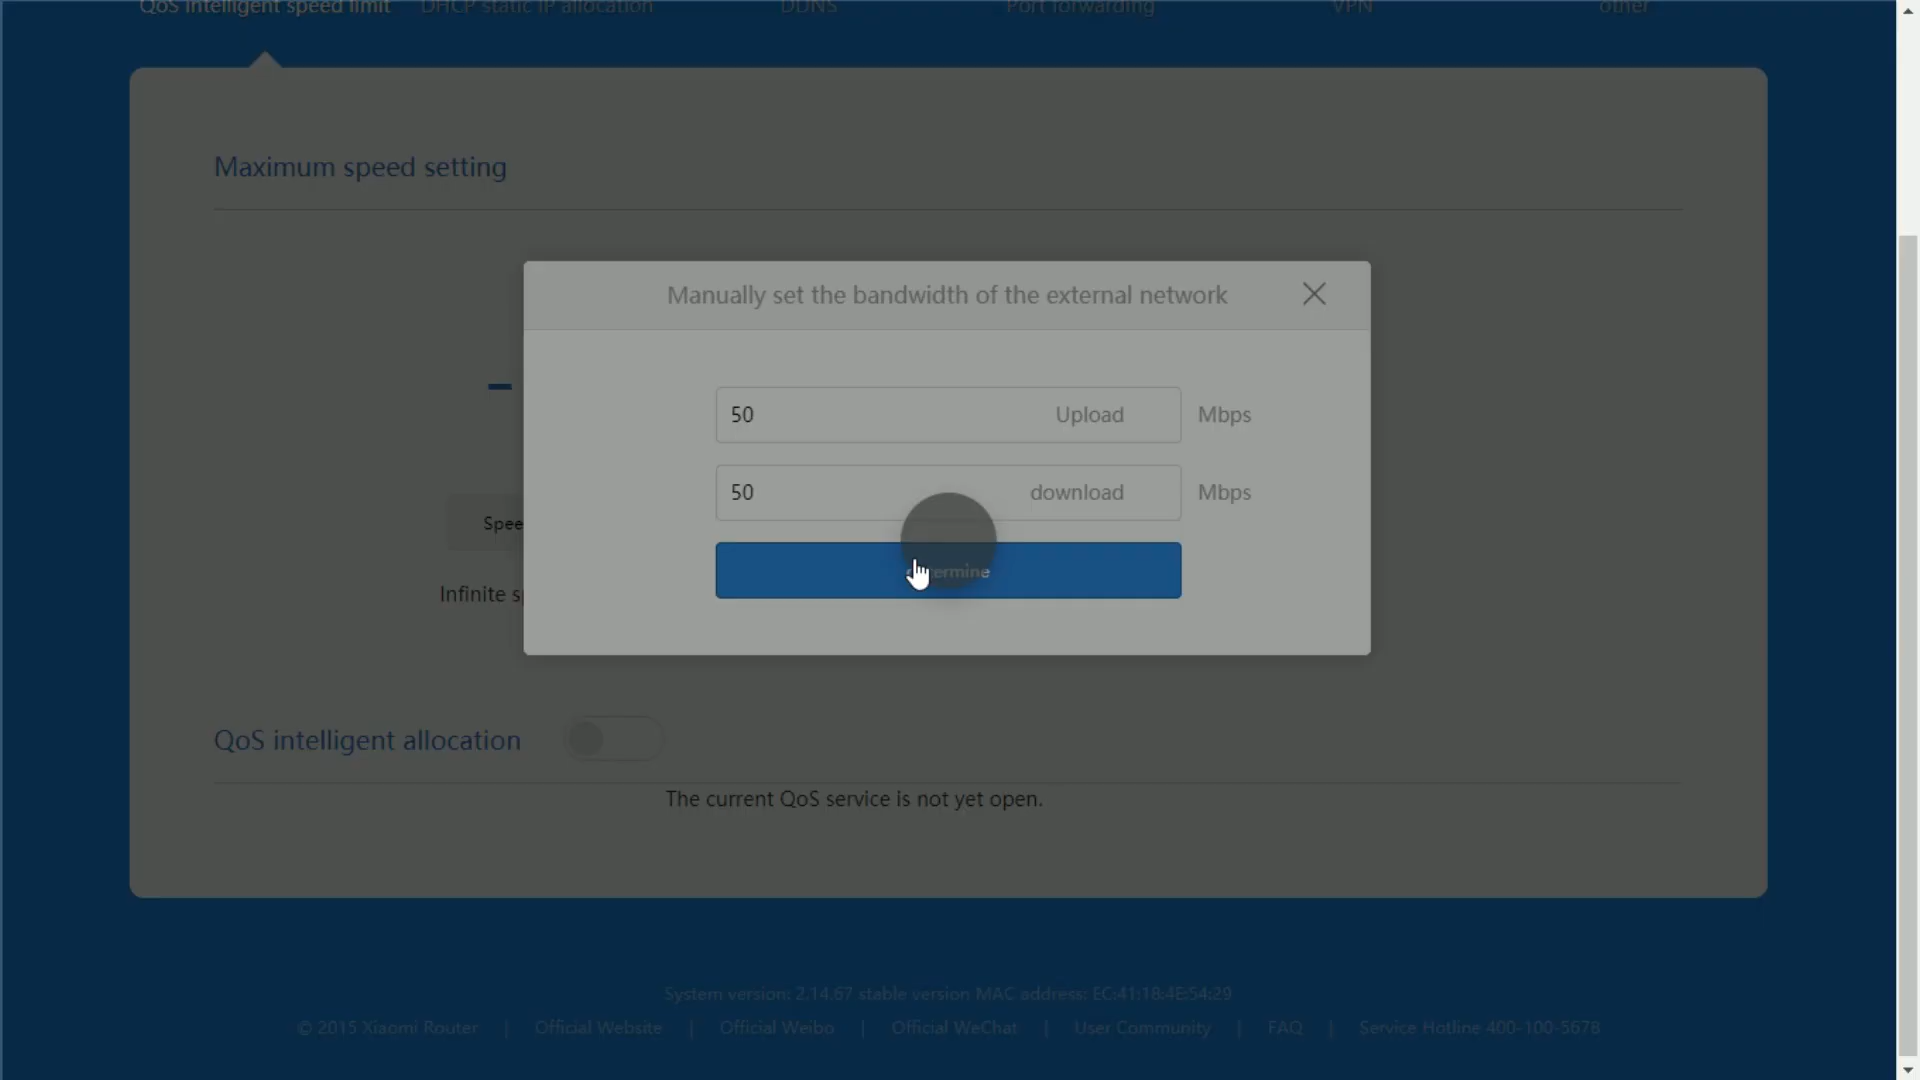 QoS intelligent speed limit DHCP static IP allocation DDNS Port forwarding VPN other
Maximum speed setting
Manually set the bandwidth of the external network
50 Upload Mbps
50 download Mbps
Infinite
QoS intelligent allocation
The current QoS service is not yet open.
System version: 2.14.67 stable version MAC address: EC:41:18:4E:54:29
© 2015 Xiaomi Router | Official Website | Official Weibo | Official WeChat | User Community | FAQ | Service Hotline 400-100-5678